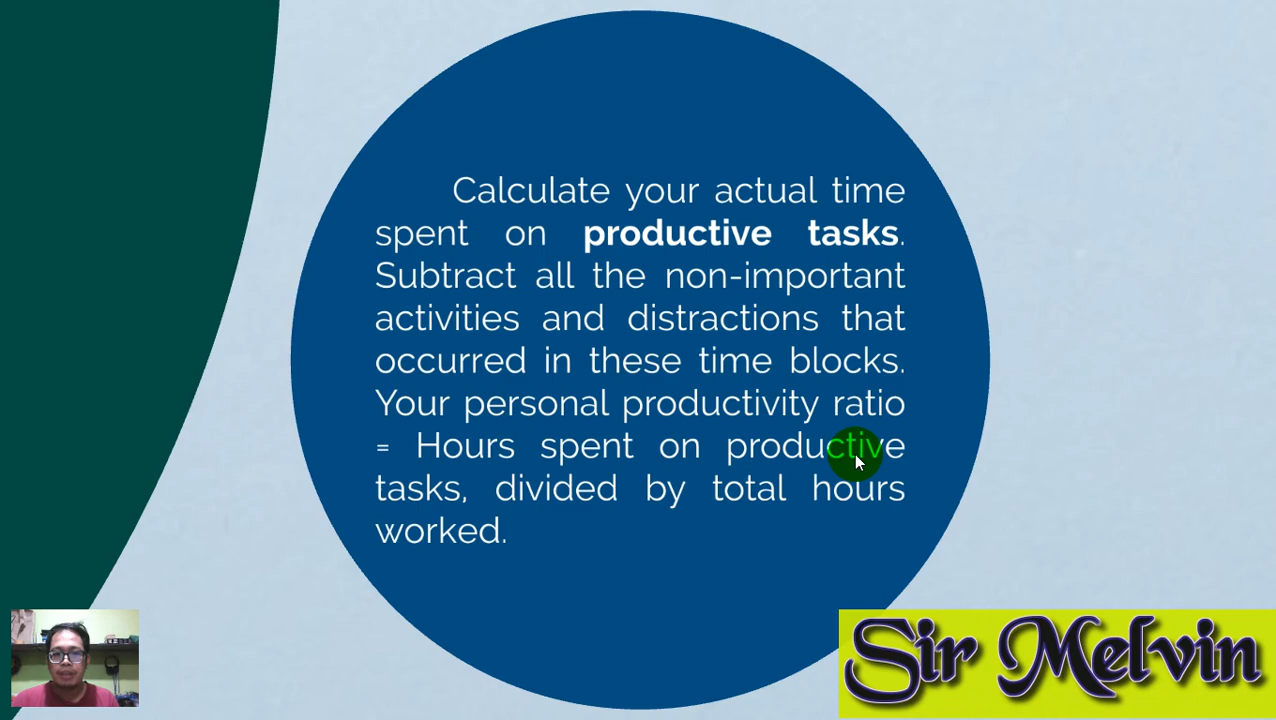 Calculate your actual time
spent on productive tasks.
Subtract all the non-important
activities and distractions that
occurred in these time blocks.
Your personal productivity ratio
= Hours spent on productive
tasks, divided by total hours
worked.
Sir Melvin